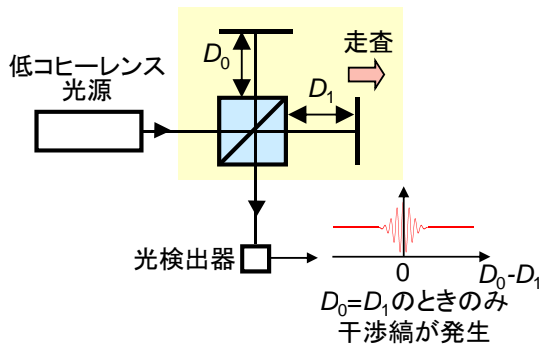 低コヒーレンス
光源
D₀
D₁
走査
光検出器
0
D₀-D₁
D₀=D₁のときのみ
干渉縞が発生